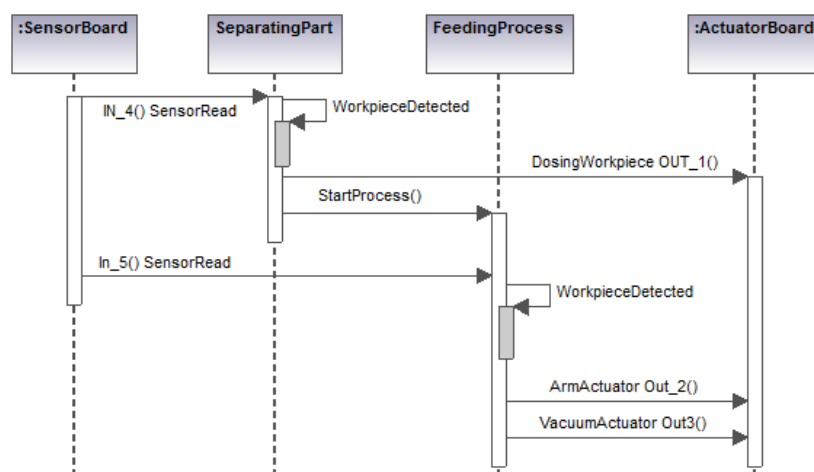 :SensorBoard
SeparatingPart
FeedingProcess
:ActuatorBoard
IN_4() SensorRead
WorkpieceDetected
DosingWorkpiece OUT_1()
StartProcess()
In_5() SensorRead
WorkpieceDetected
ArmActuator Out_2()
VacuumActuator Out3()